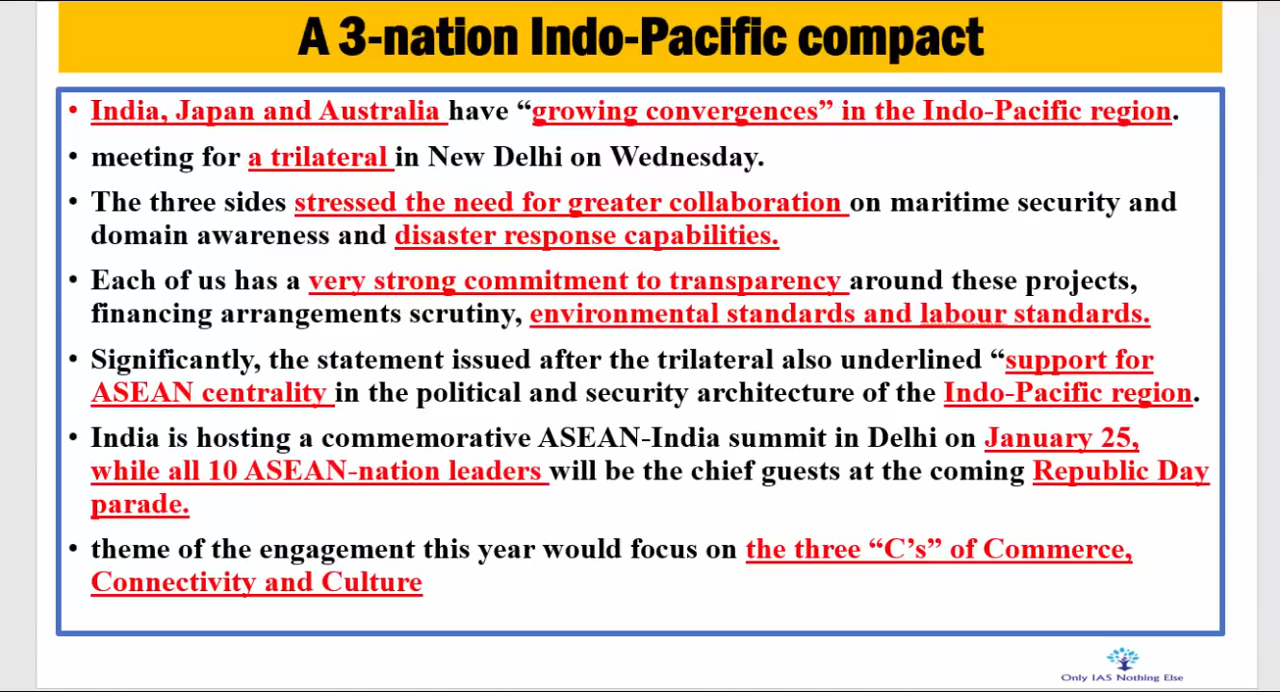 A 3-nation Indo-Pacific compact
• India, Japan and Australia have “growing convergences” in the Indo-Pacific region.
• meeting for a trilateral in New Delhi on Wednesday.
• The three sides stressed the need for greater collaboration on maritime security and
domain awareness and disaster response capabilities.
• Each of us has a very strong commitment to transparency around these projects,
financing arrangements scrutiny, environmental standards and labour standards.
• Significantly, the statement issued after the trilateral also underlined “support for
ASEAN centrality in the political and security architecture of the Indo-Pacific region.
• India is hosting a commemorative ASEAN-India summit in Delhi on January 25,
while all 10 ASEAN-nation leaders will be the chief guests at the coming Republic Day
parade.
• theme of the engagement this year would focus on the three “C’s” of Commerce,
Connectivity and Culture
Only IAS Nothing Else